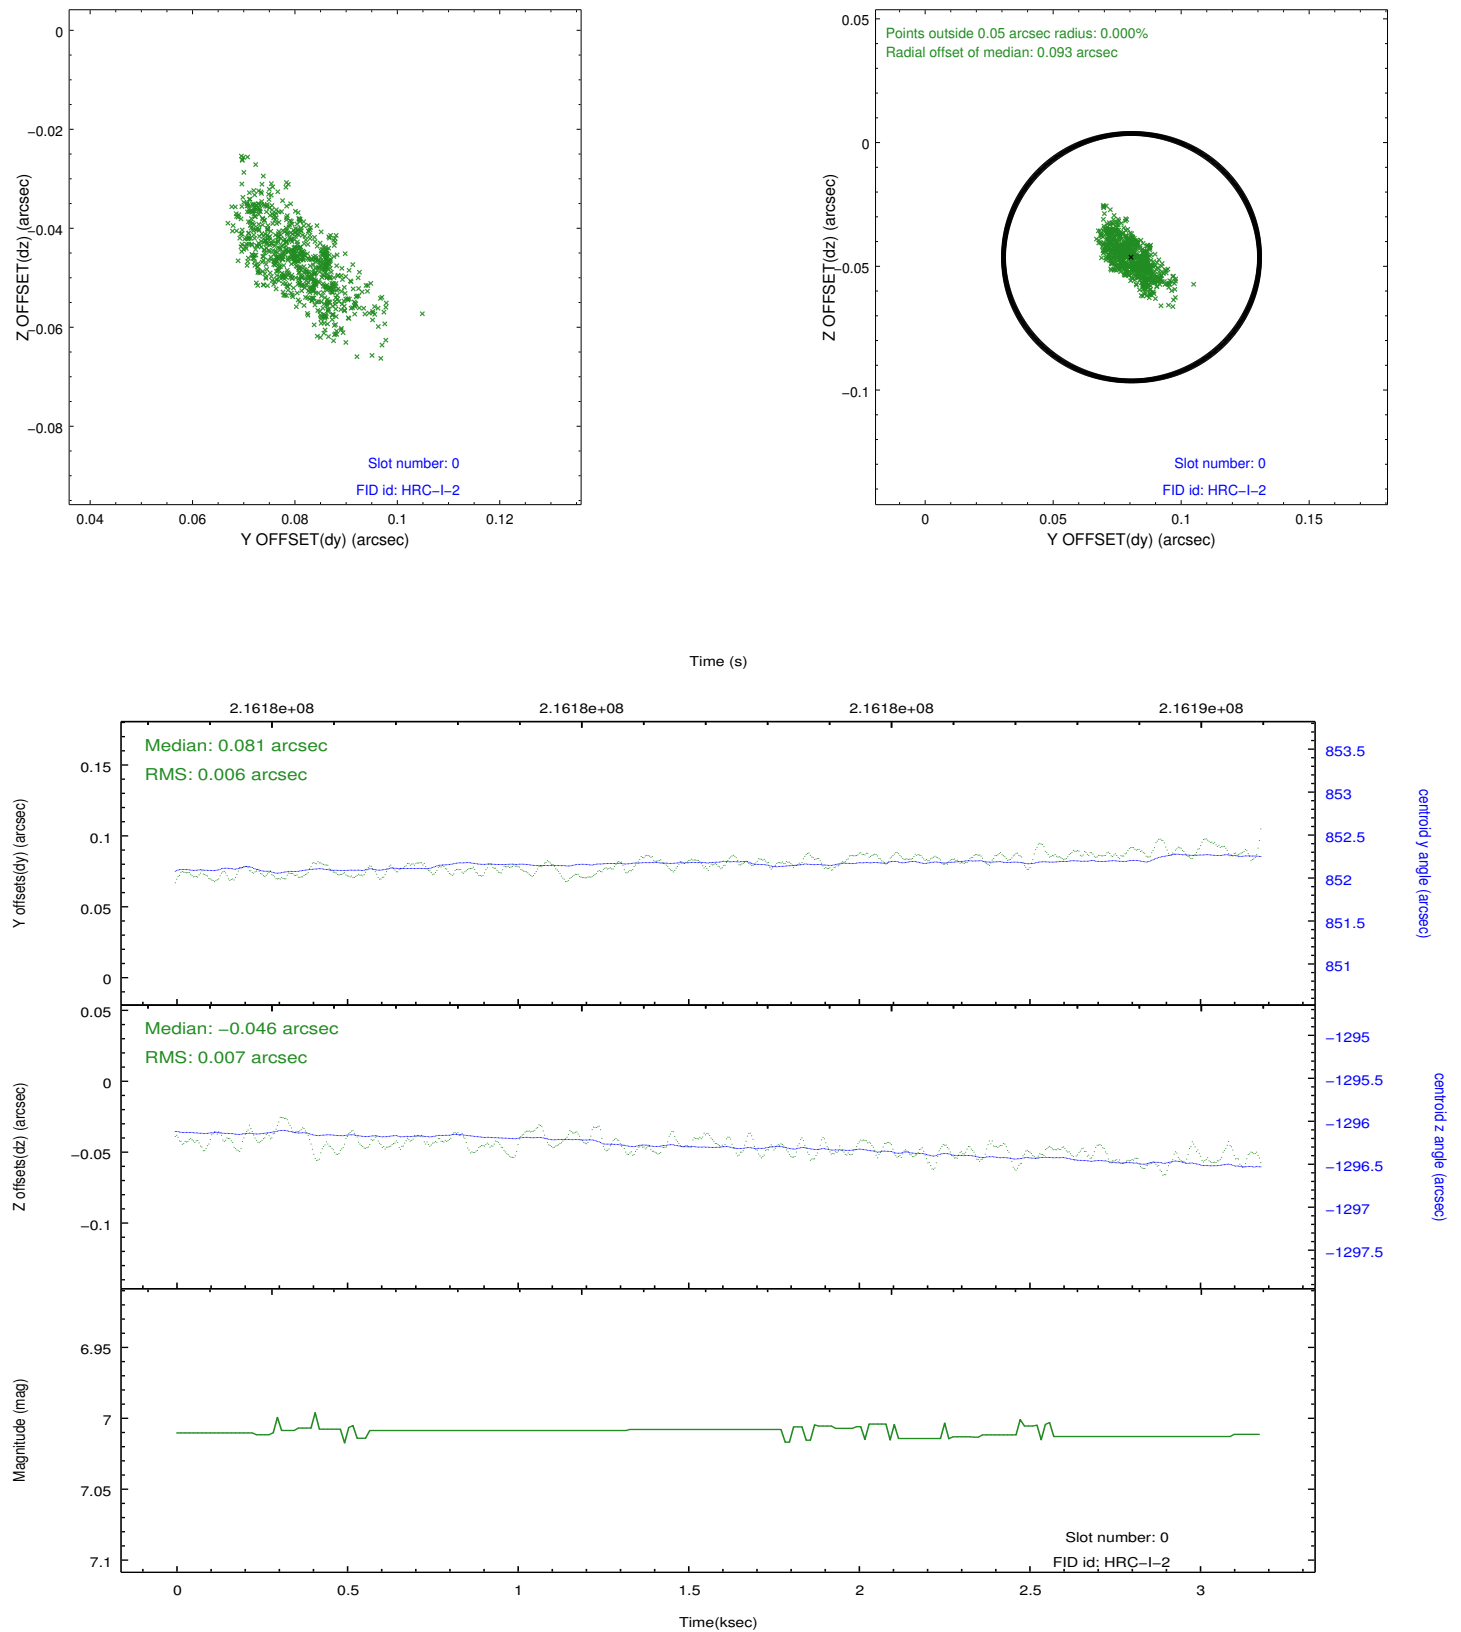 0
−0.02
−0.04
−0.06
−0.08
Z OFFSET(dz) (arcsec)
Slot number: 0
FID id: HRC−I−2
0.04 0.06 0.08 0.1 0.12
Y OFFSET(dy) (arcsec)
Points outside 0.05 arcsec radius: 0.000%
Radial offset of median: 0.093 arcsec
0.05
0
−0.05
−0.1
Z OFFSET(dz) (arcsec)
Slot number: 0
FID id: HRC−I−2
0 0.05 0.1 0.15
Y OFFSET(dy) (arcsec)
Time (s)
2.1618e+08 2.1618e+08 2.1618e+08 2.1619e+08
Median: 0.081 arcsec
RMS: 0.006 arcsec
0.15
0.1
0.05
0
Y offsets(dy) (arcsec)
853.5
853
852.5
852
851.5
851
centroid y angle (arcsec)
Median: −0.046 arcsec
RMS: 0.007 arcsec
0.05
0
−0.05
−0.1
Z offsets(dz) (arcsec)
−1295
−1295.5
−1296
−1296.5
−1297
−1297.5
centroid z angle (arcsec)
6.95
7
7.05
7.1
Magnitude (mag)
Slot number: 0
FID id: HRC−I−2
0 0.5 1 1.5 2 2.5 3
Time(ksec)